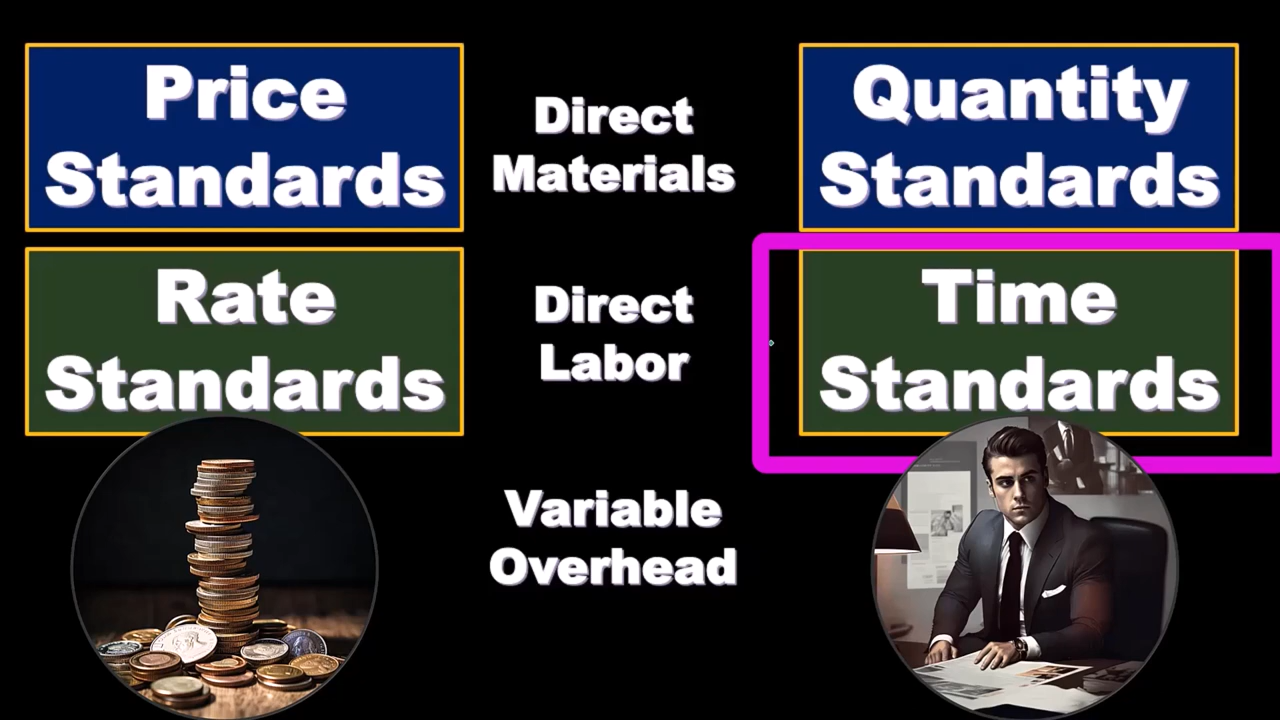 Price
Standards
Direct
Materials
Quantity
Standards
Rate
Standards
Direct
Labor
Time
Standards
Variable
Overhead